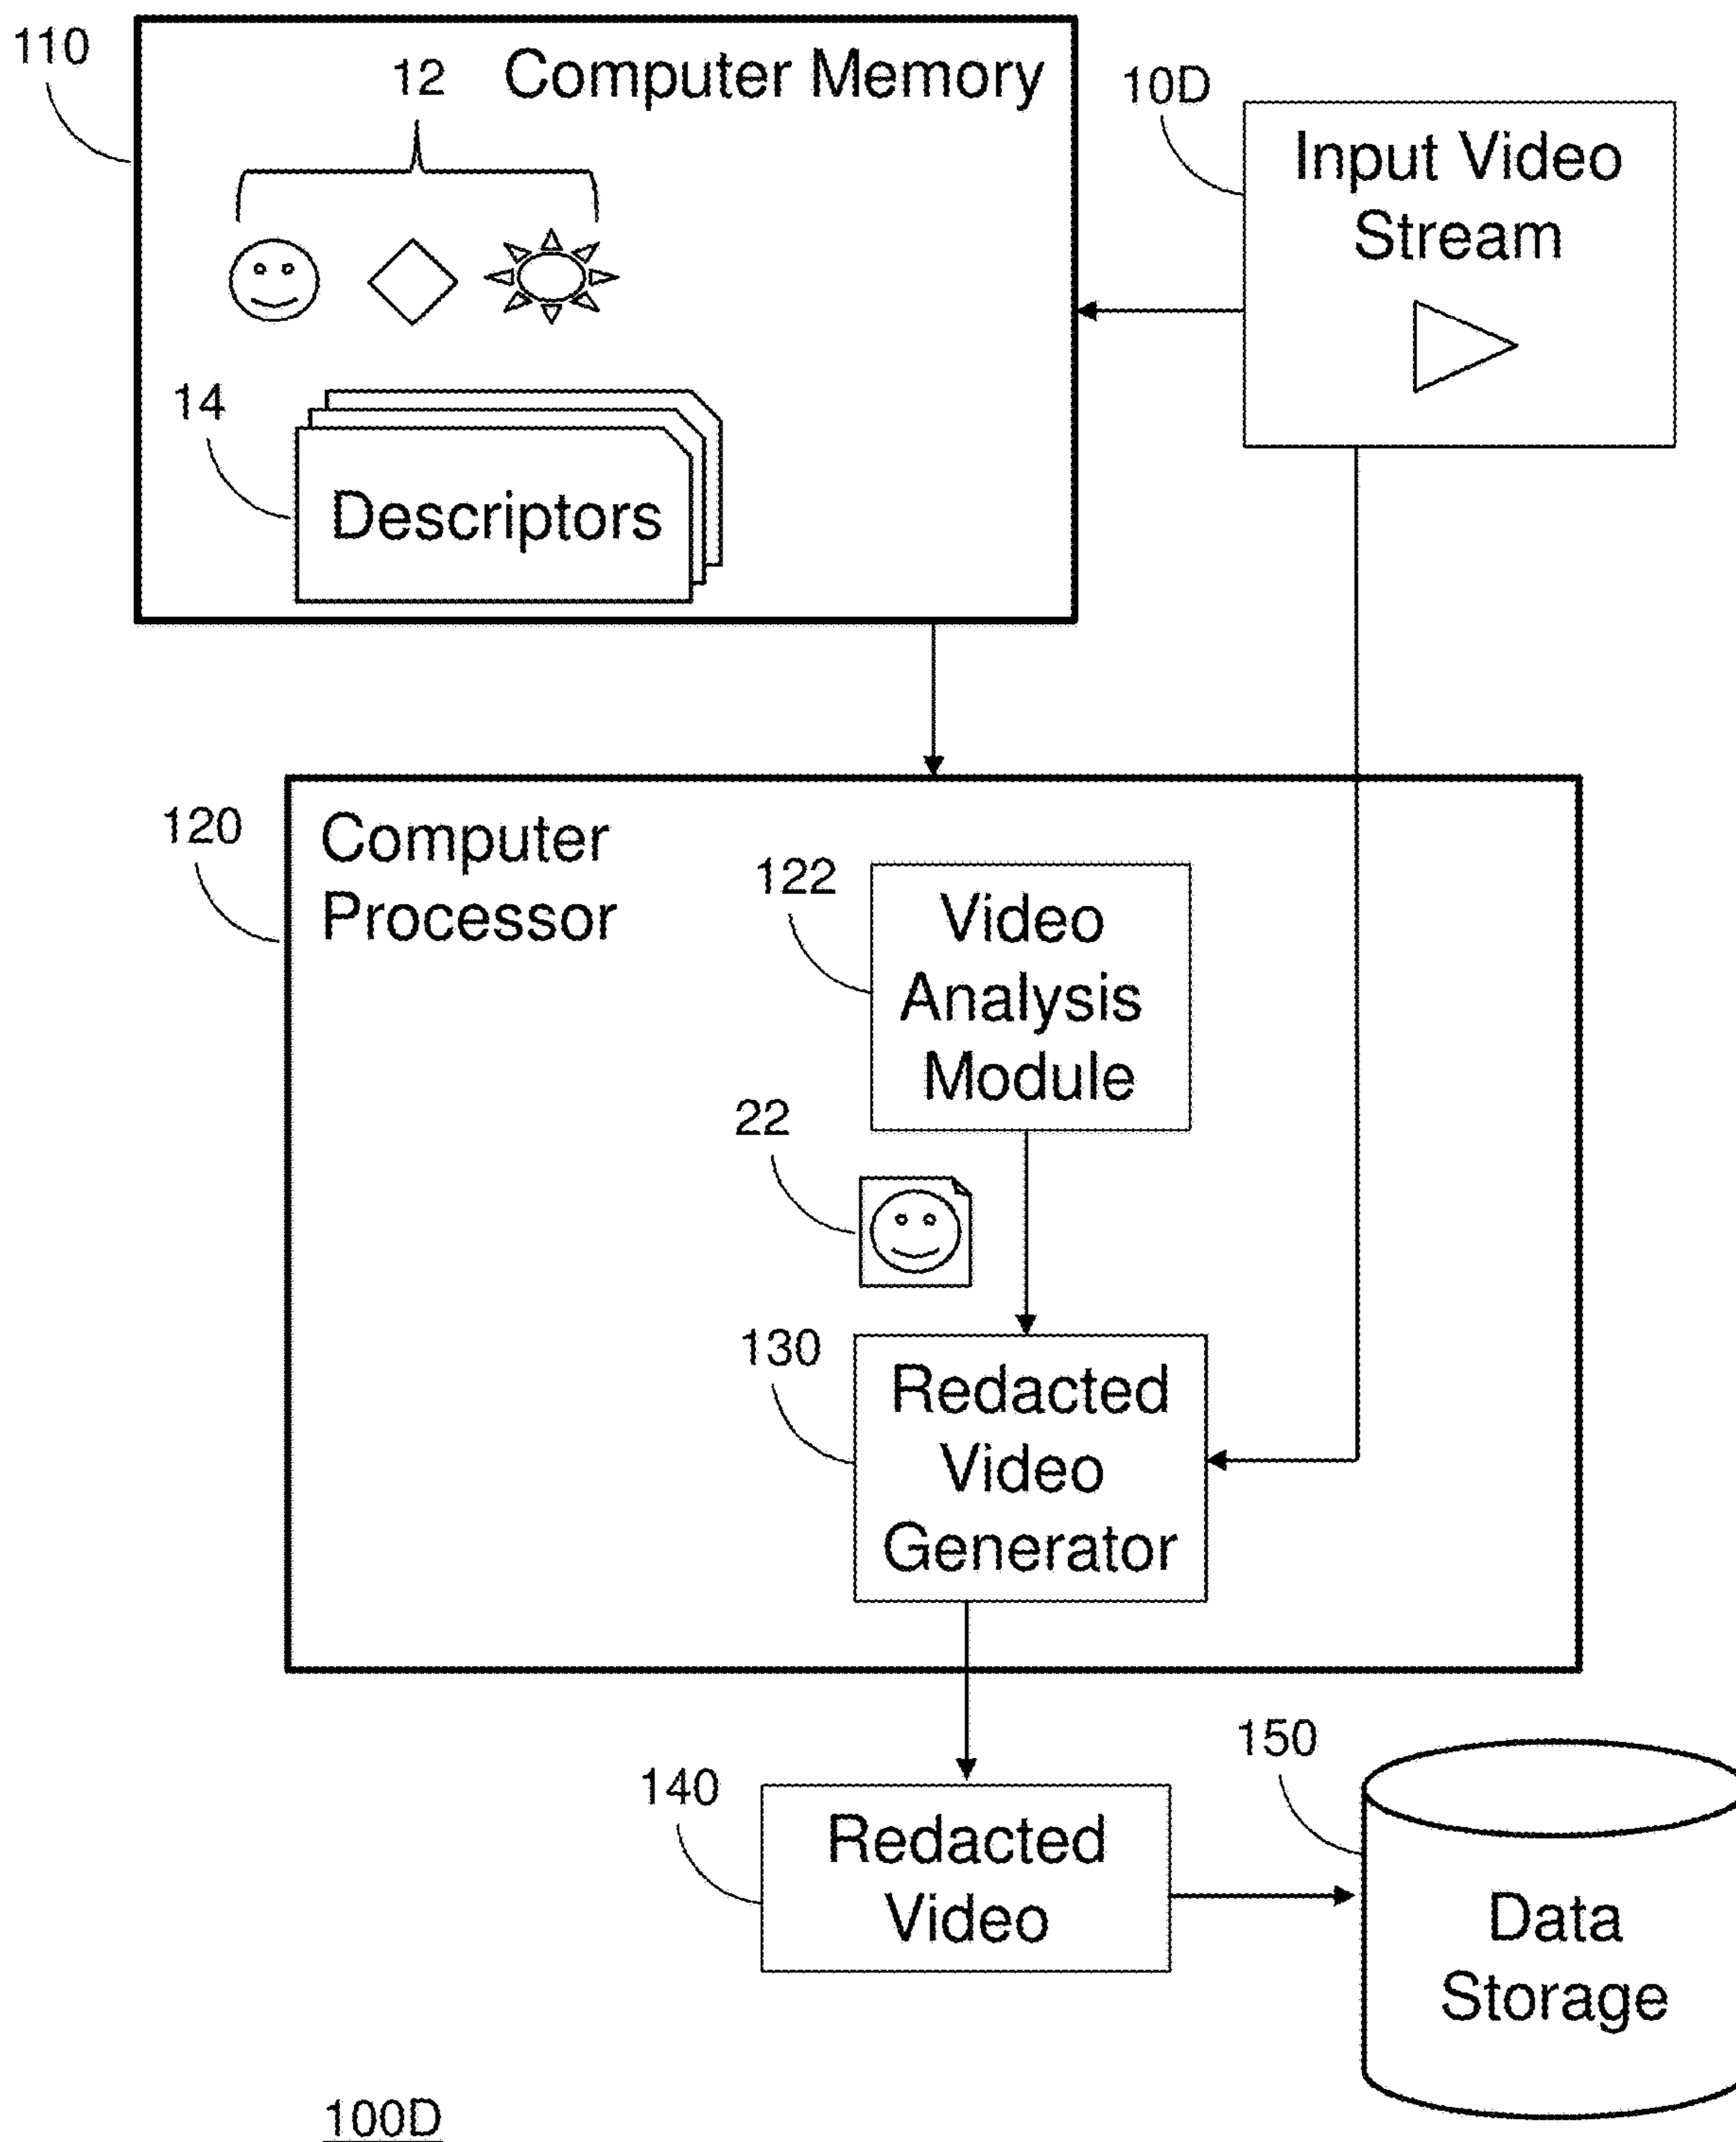 110
12
Computer Memory
10D
Input Video
Stream
14
Descriptors
120
Computer
Processor
122
Video
Analysis
Module
22
130
Redacted
Video
Generator
140
Redacted
Video
150
Data
Storage
100D